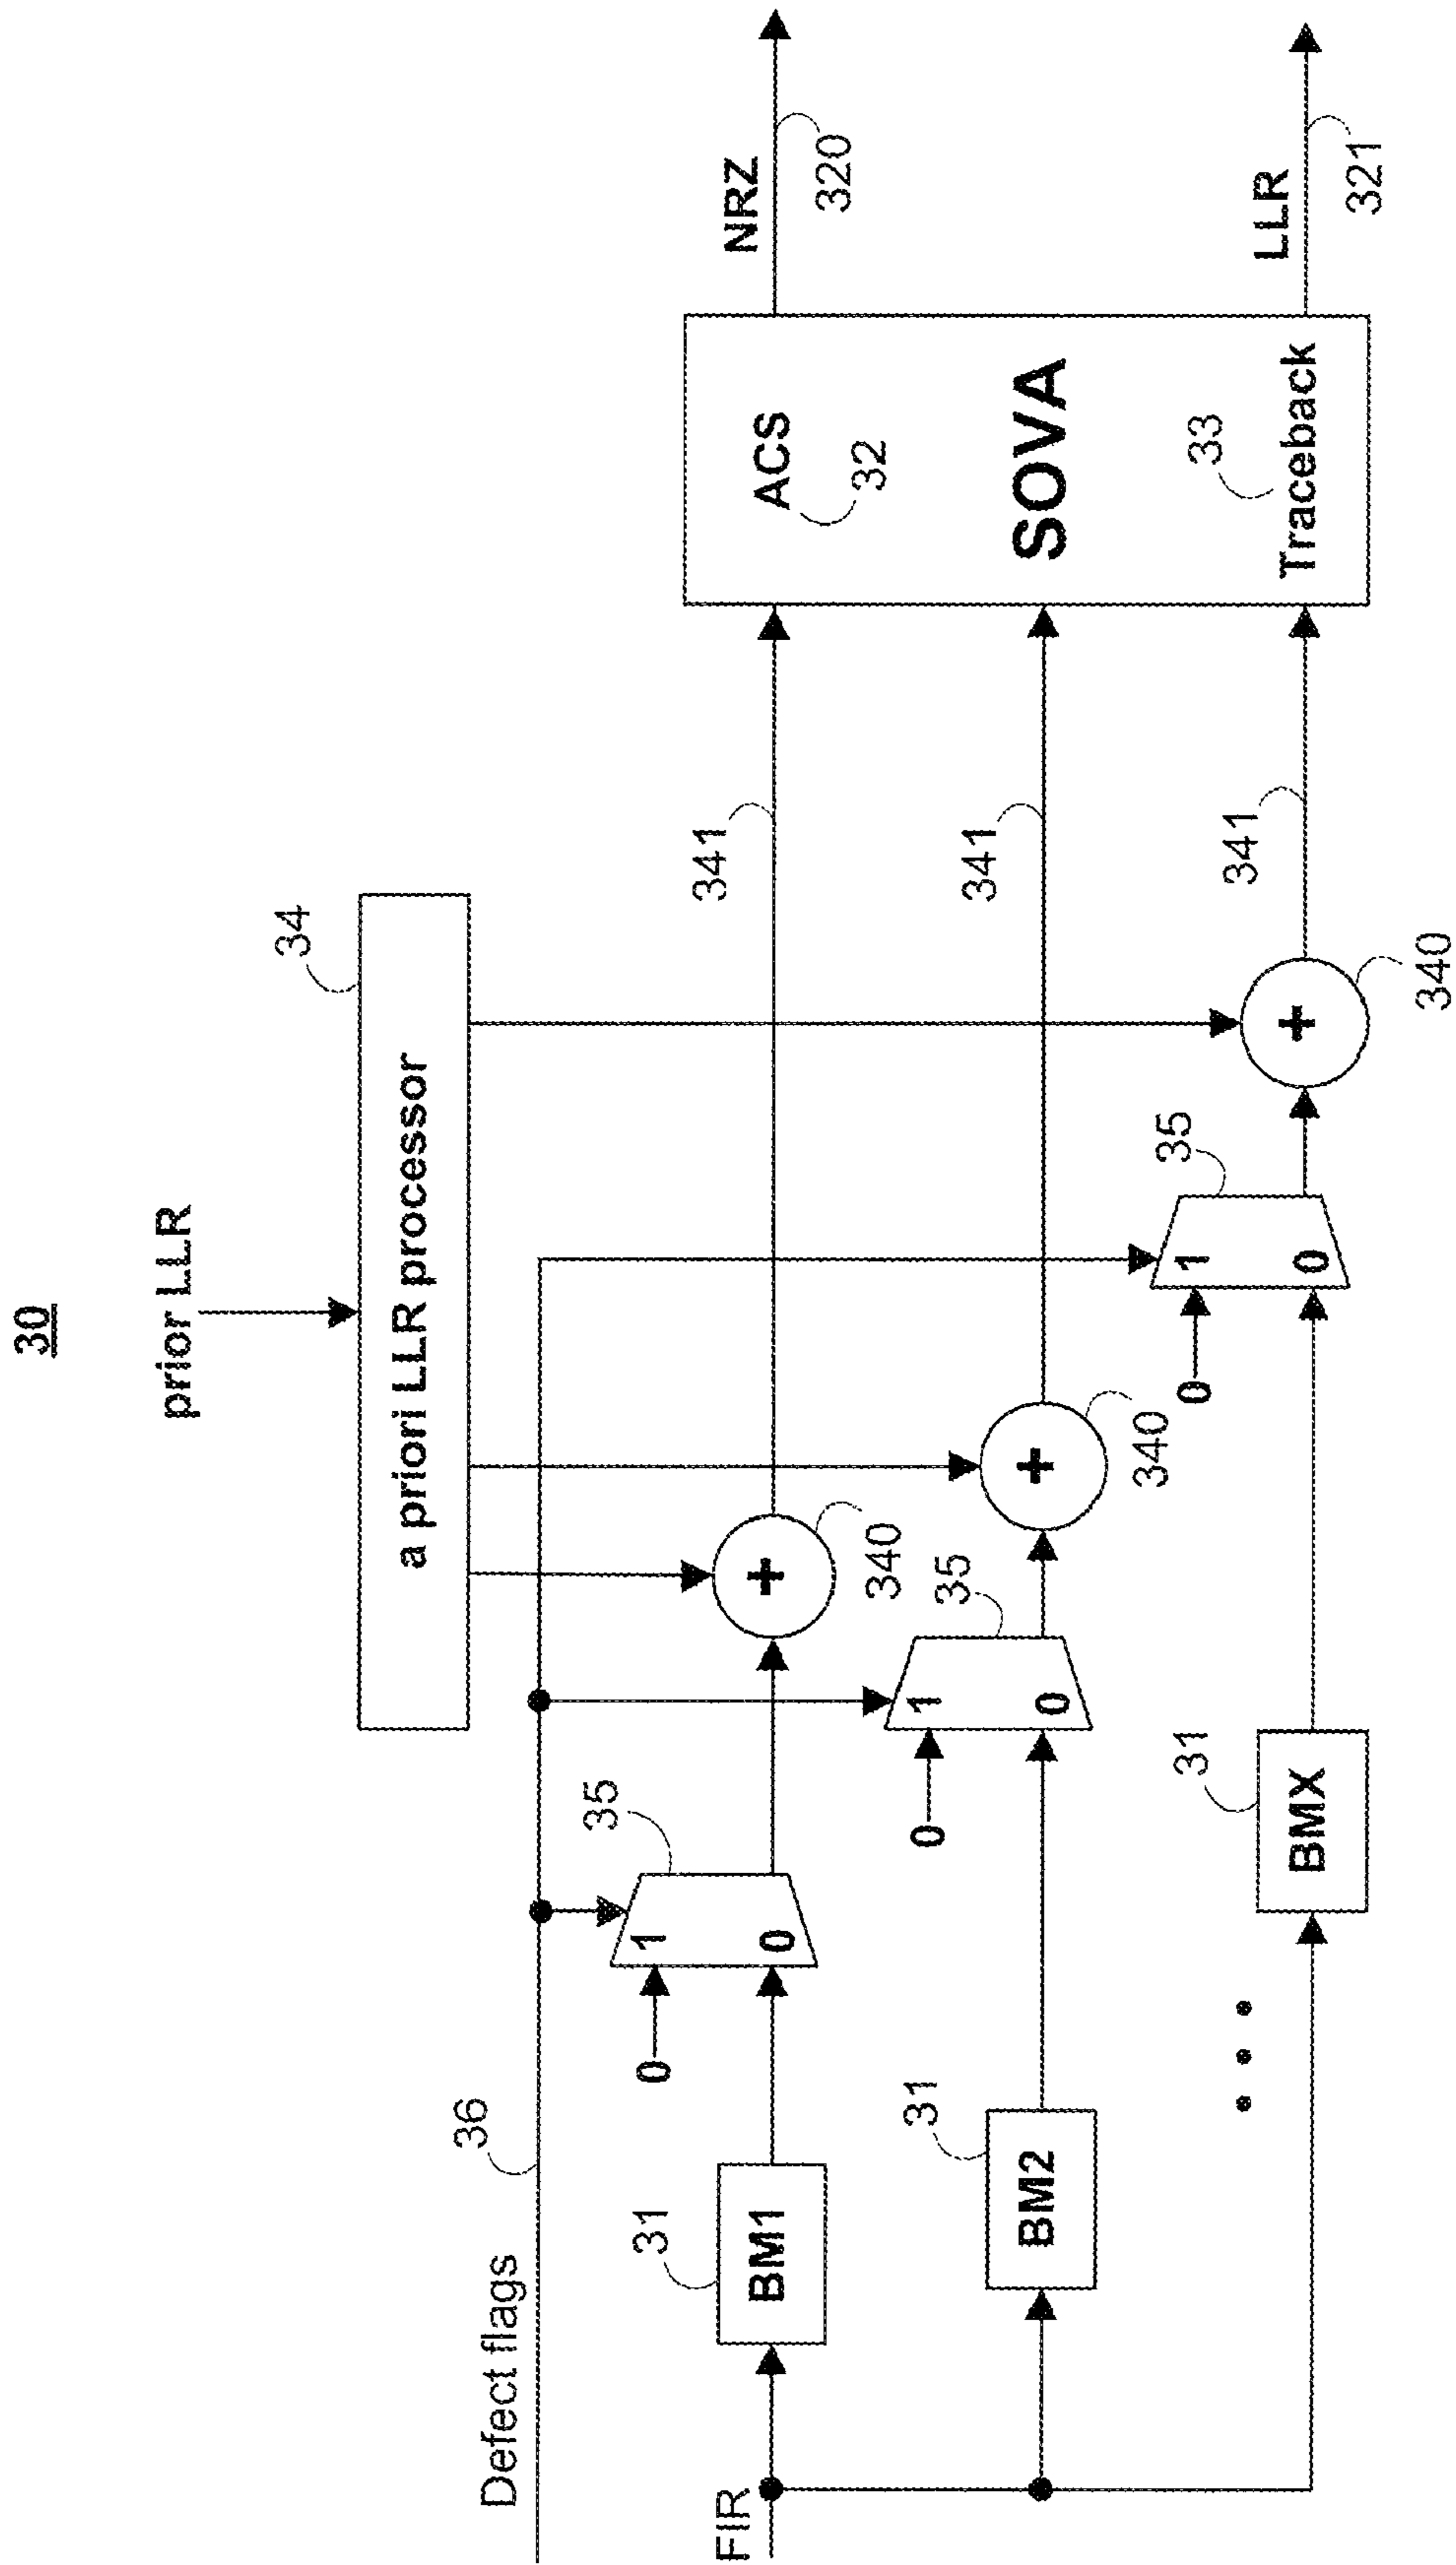 30
prior LLR
34
a priori LLR processor
36
Defect flags
35
0
1
0
31
BM1
FIR
340
341
ACS
32
NRZ
320
35
0
1
0
31
BM2
340
341
SOVA
35
0
1
0
31
BMX
...
340
341
33
Traceback
LLR
321
+
+
+